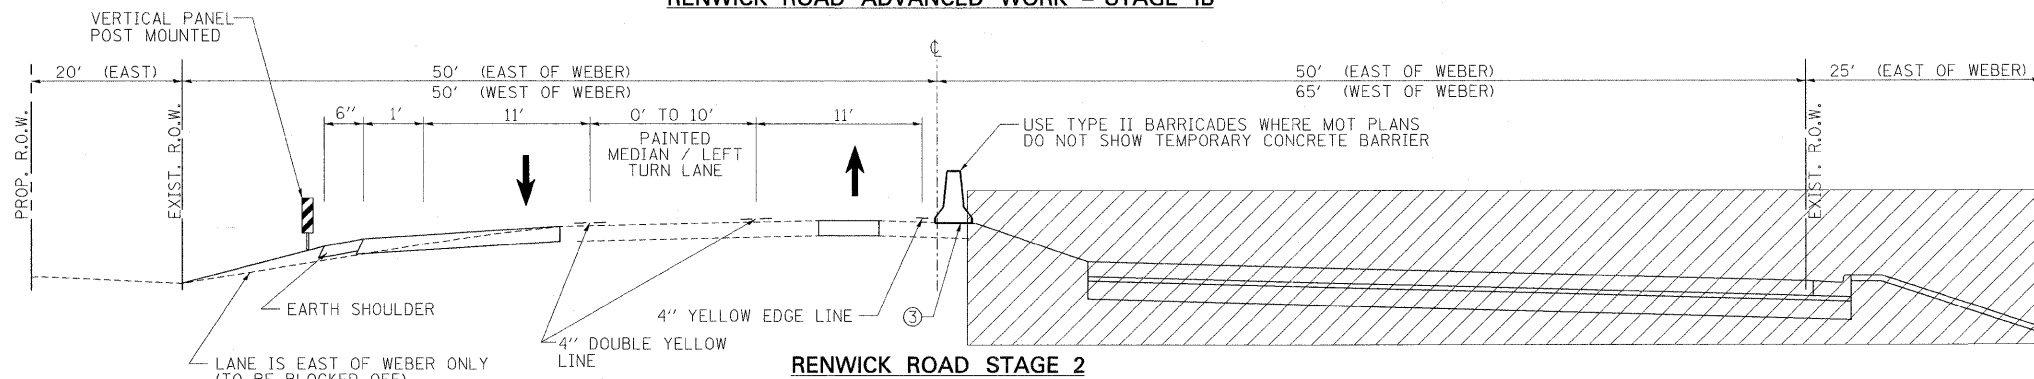 RENWICK ROAD ADVANCED WORK - STAGE 1B
VERTICAL PANEL
POST MOUNTED
℄
20' (EAST)
50' (EAST OF WEBER)
50' (WEST OF WEBER)
50' (EAST OF WEBER)
65' (WEST OF WEBER)
25' (EAST OF WEBER)
6"
1'
11'
0' TO 10'
11'
PAINTED
MEDIAN / LEFT
TURN LANE
USE TYPE II BARRICADES WHERE MOT PLANS
DO NOT SHOW TEMPORARY CONCRETE BARRIER
PROP. R.O.W.
EXIST. R.O.W.
EXIST. R.O.W.
EARTH SHOULDER
4" YELLOW EDGE LINE
3
4" DOUBLE YELLOW
LINE
LANE IS EAST OF WEBER ONLY
(TO BE BLOCKED OFF)
RENWICK ROAD STAGE 2